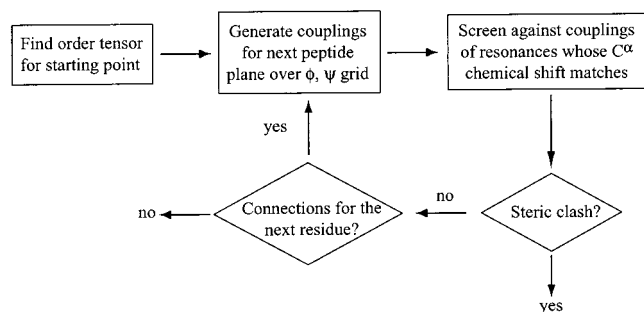 Find order tensor
for starting point
Generate couplings
for next peptide
plane over ϕ, ψ grid
Screen against couplings
of resonances whose Cα
chemical shift matches
yes
no
Connections for the
next residue?
no
Steric clash?
yes